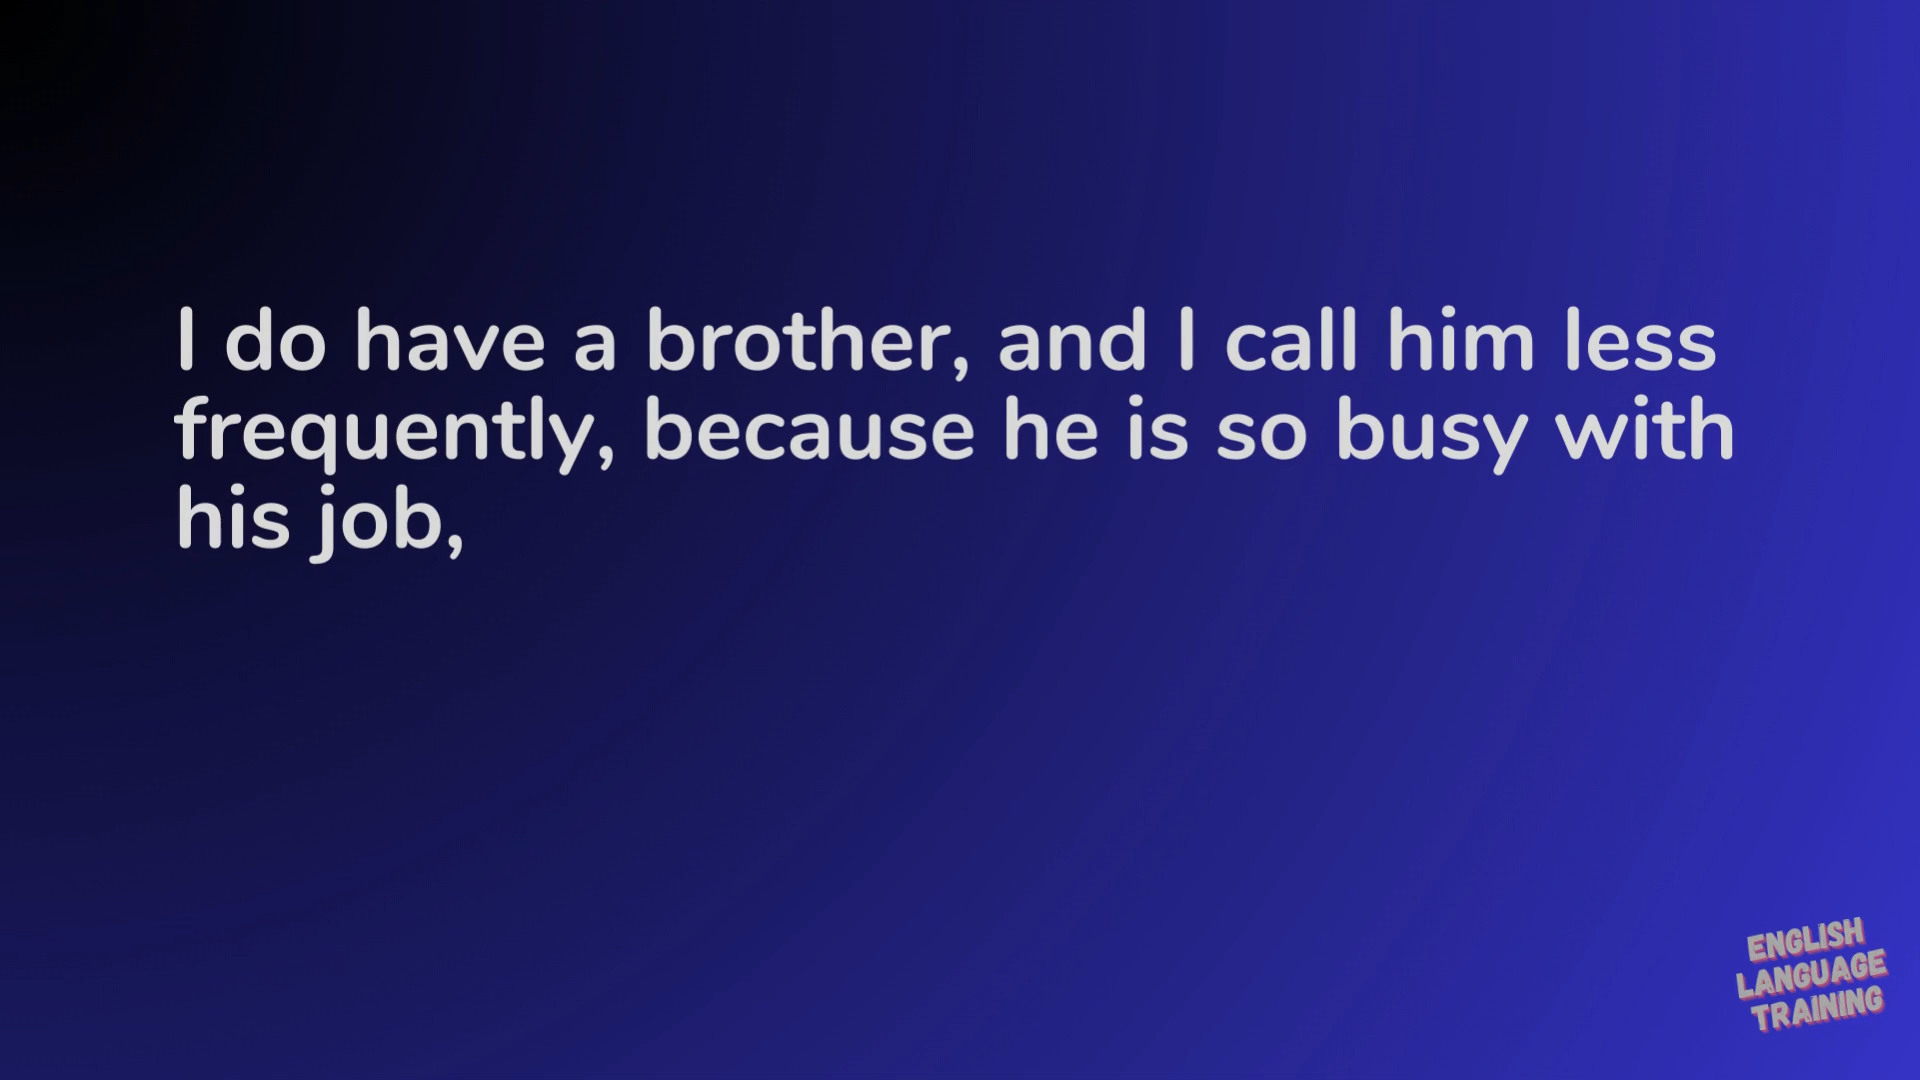 I do have a brother, and I call him less
frequently, because he is so busy with
his job,
ENGLISH
LANGUAGE
TRAINING